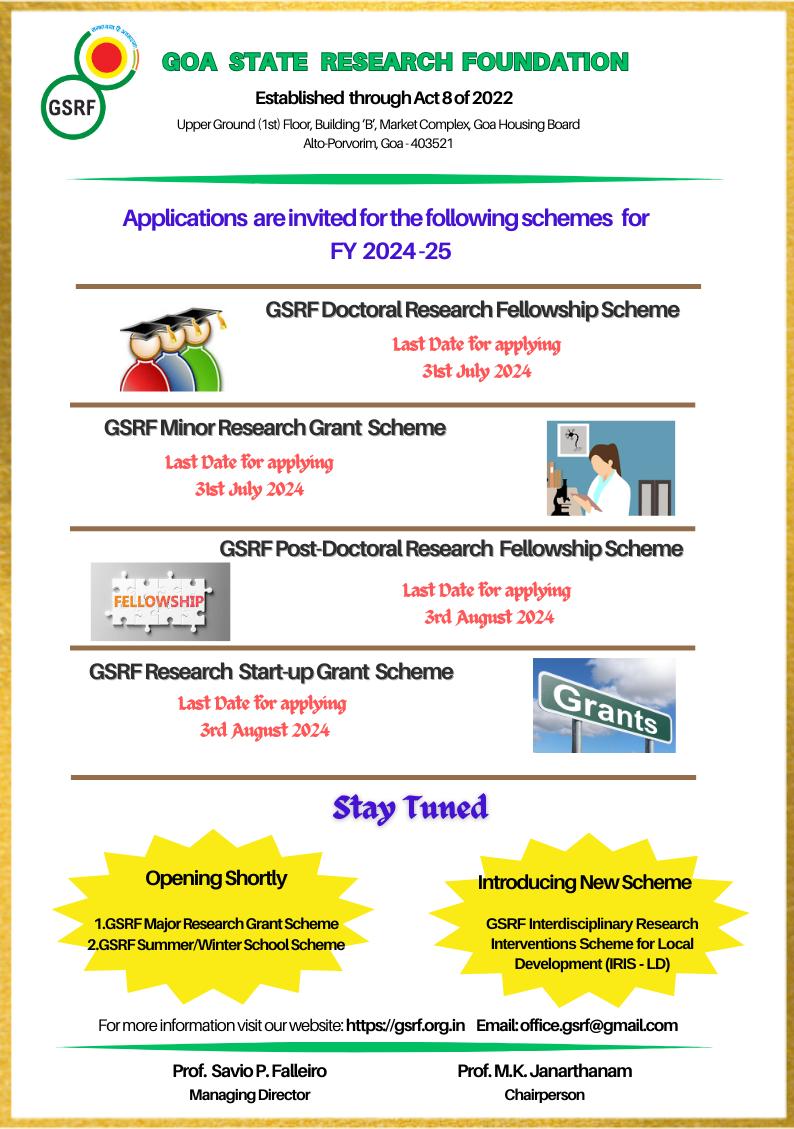 GSRF
GOA STATE RESEARCH FOUNDATION
Established through Act 8 of 2022
Upper Ground (1st) Floor, Building ‘B’, Market Complex, Goa Housing Board
Alto-Porvorim, Goa - 403521
Applications are invited for the following schemes for
FY 2024-25
GSRF Doctoral Research Fellowship Scheme
Last Date for applying
31st July 2024
GSRF Minor Research Grant Scheme
Last Date for applying
31st July 2024
GSRF Post-Doctoral Research Fellowship Scheme
FELLOWSHIP
Last Date for applying
3rd August 2024
GSRF Research Start-up Grant Scheme
Last Date for applying
3rd August 2024
Grants
Stay Tuned
Opening Shortly
1.GSRF Major Research Grant Scheme
2.GSRF Summer/Winter School Scheme
Introducing New Scheme
GSRF Interdisciplinary Research
Interventions Scheme for Local
Development (IRIS - LD)
For more information visit our website: https://gsrf.org.in Email: office.gsrf@gmail.com
Prof. Savio P. Falleiro
Managing Director
Prof. M.K. Janarthanam
Chairperson